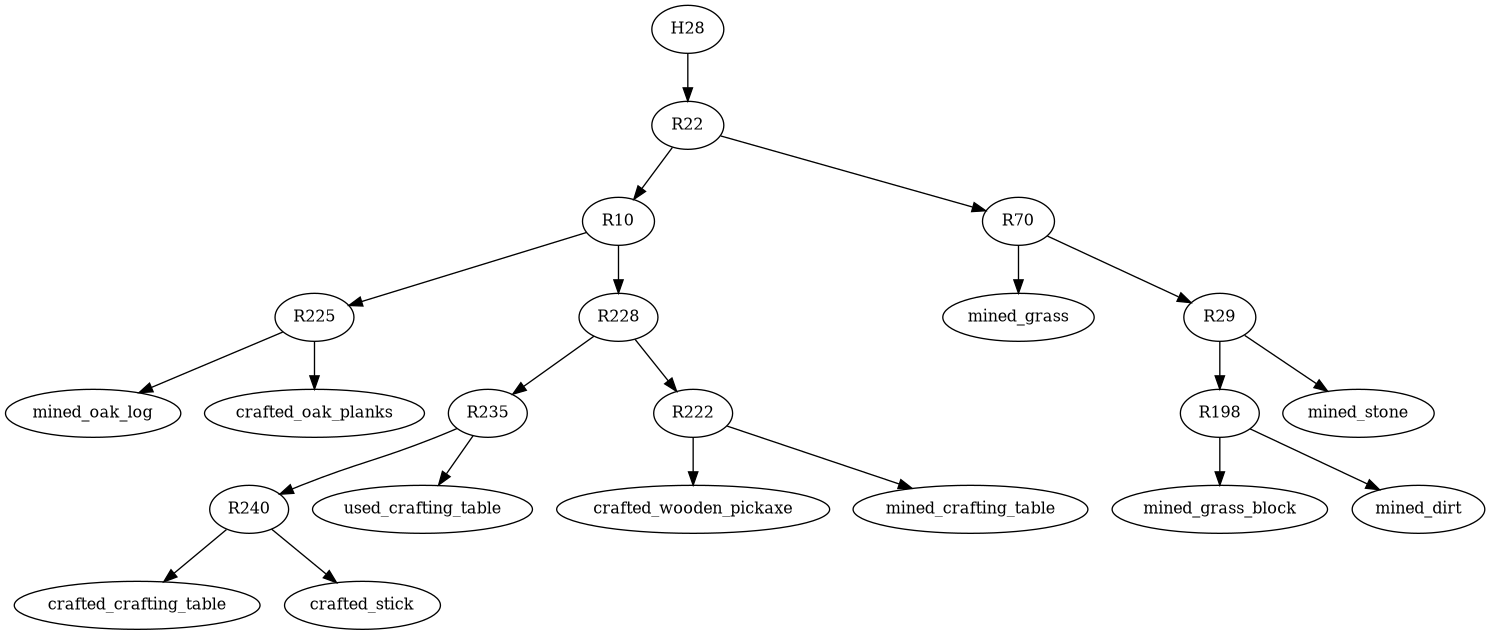 H28
R22
R10
R70
R225
R228
mined_grass
R29
mined_oak_log
crafted_oak_planks
R235
R222
R198
mined_stone
R240
used_crafting_table
crafted_wooden_pickaxe
mined_crafting_table
mined_grass_block
mined_dirt
crafted_crafting_table
crafted_stick